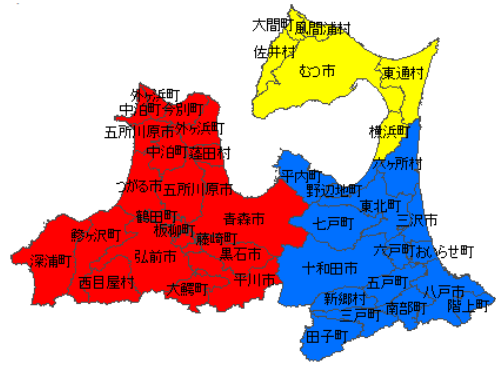 大間町
風間浦村
佐井村
むつ市
東通村
外ヶ浜町
中泊町
今別町
五所川原市
外ヶ浜町
横浜町
中泊町
蓬田村
六ヶ所村
平内町
つがる市
五所川原市
野辺地町
東北町
鶴田町
青森市
七戸町
三沢市
板柳町
鰺ヶ沢町
藤崎町
六戸町
おいらせ町
深浦町
弘前市
黒石市
十和田市
西目屋村
大鰐町
平川市
五戸町
八戸市
新郷村
三戸町
南部町
階上町
田子町